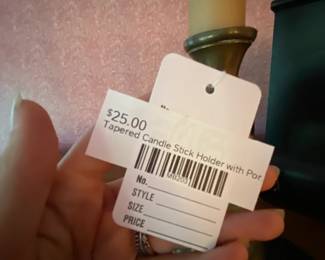 $25.00
Tapered Candle Stick Holder with Por
No.
STYLE
SIZE
PRICE